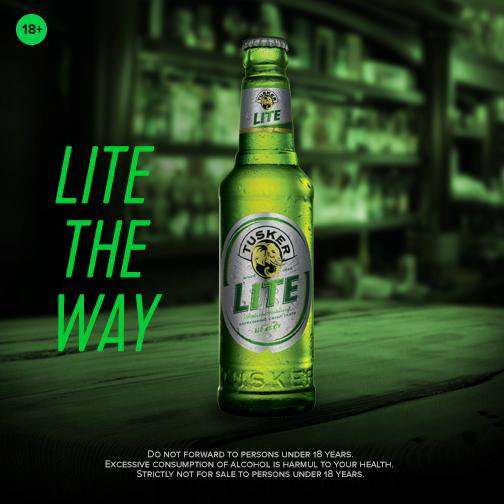 18+
TUSKER
LITE
LITE
THE
WAY
TUSKER
LITE
TUSKER
DO NOT FORWARD TO PERSONS UNDER 18 YEARS.
EXCESSIVE CONSUMPTION OF ALCOHOL IS HARMUL TO YOUR HEALTH.
STRICTLY NOT FOR SALE TO PERSONS UNDER 18 YEARS.